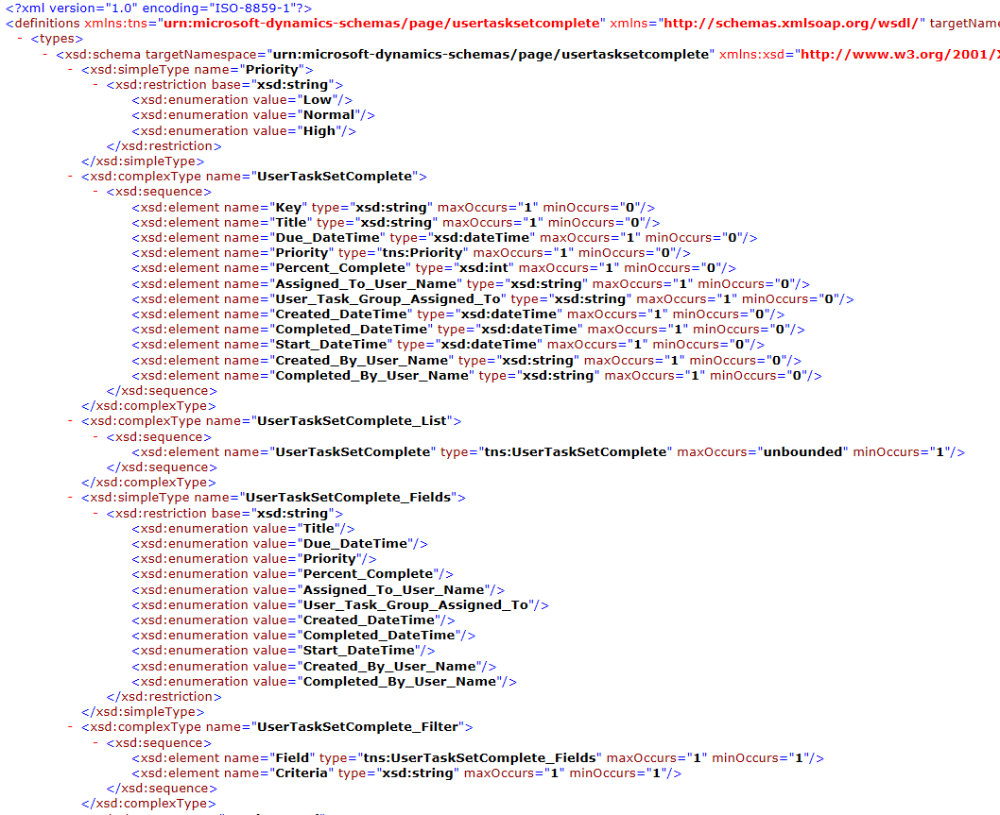 <?xml version="1.0" encoding="ISO-8859-1"?>
<definitions xmlns:tns="urn:microsoft-dynamics-schemas/page/usertasksetcomplete" xmlns="http://schemas.xmlsoap.org/wsdl/" targetName
- <types>
- <xsd:schema targetNamespace="urn:microsoft-dynamics-schemas/page/usertasksetcomplete" xmlns:xsd="http://www.w3.org/2001/
- <xsd:simpleType name="Priority">
- <xsd:restriction base="xsd:string">
<xsd:enumeration value="Low"/>
<xsd:enumeration value="Normal"/>
<xsd:enumeration value="High"/>
</xsd:restriction>
</xsd:simpleType>
- <xsd:complexType name="UserTaskSetComplete">
- <xsd:sequence>
<xsd:element name="Key" type="xsd:string" maxOccurs="1" minOccurs="0"/>
<xsd:element name="Title" type="xsd:string" maxOccurs="1" minOccurs="0"/>
<xsd:element name="Due_DateTime" type="xsd:dateTime" maxOccurs="1" minOccurs="0"/>
<xsd:element name="Priority" type="tns:Priority" maxOccurs="1" minOccurs="0"/>
<xsd:element name="Percent_Complete" type="xsd:int" maxOccurs="1" minOccurs="0"/>
<xsd:element name="Assigned_To_User_Name" type="xsd:string" maxOccurs="1" minOccurs="0"/>
<xsd:element name="User_Task_Group_Assigned_To" type="xsd:string" maxOccurs="1" minOccurs="0"/>
<xsd:element name="Created_DateTime" type="xsd:dateTime" maxOccurs="1" minOccurs="0"/>
<xsd:element name="Completed_DateTime" type="xsd:dateTime" maxOccurs="1" minOccurs="0"/>
<xsd:element name="Start_DateTime" type="xsd:dateTime" maxOccurs="1" minOccurs="0"/>
<xsd:element name="Created_By_User_Name" type="xsd:string" maxOccurs="1" minOccurs="0"/>
<xsd:element name="Completed_By_User_Name" type="xsd:string" maxOccurs="1" minOccurs="0"/>
</xsd:sequence>
</xsd:complexType>
- <xsd:complexType name="UserTaskSetComplete_List">
- <xsd:sequence>
<xsd:element name="UserTaskSetComplete" type="tns:UserTaskSetComplete" maxOccurs="unbounded" minOccurs="1"/>
</xsd:sequence>
</xsd:complexType>
- <xsd:simpleType name="UserTaskSetComplete_Fields">
- <xsd:restriction base="xsd:string">
<xsd:enumeration value="Title"/>
<xsd:enumeration value="Due_DateTime"/>
<xsd:enumeration value="Priority"/>
<xsd:enumeration value="Percent_Complete"/>
<xsd:enumeration value="Assigned_To_User_Name"/>
<xsd:enumeration value="User_Task_Group_Assigned_To"/>
<xsd:enumeration value="Created_DateTime"/>
<xsd:enumeration value="Completed_DateTime"/>
<xsd:enumeration value="Start_DateTime"/>
<xsd:enumeration value="Created_By_User_Name"/>
<xsd:enumeration value="Completed_By_User_Name"/>
</xsd:restriction>
</xsd:simpleType>
- <xsd:complexType name="UserTaskSetComplete_Filter">
- <xsd:sequence>
<xsd:element name="Field" type="tns:UserTaskSetComplete_Fields" maxOccurs="1" minOccurs="1"/>
<xsd:element name="Criteria" type="xsd:string" maxOccurs="1" minOccurs="1"/>
</xsd:sequence>
</xsd:complexType>